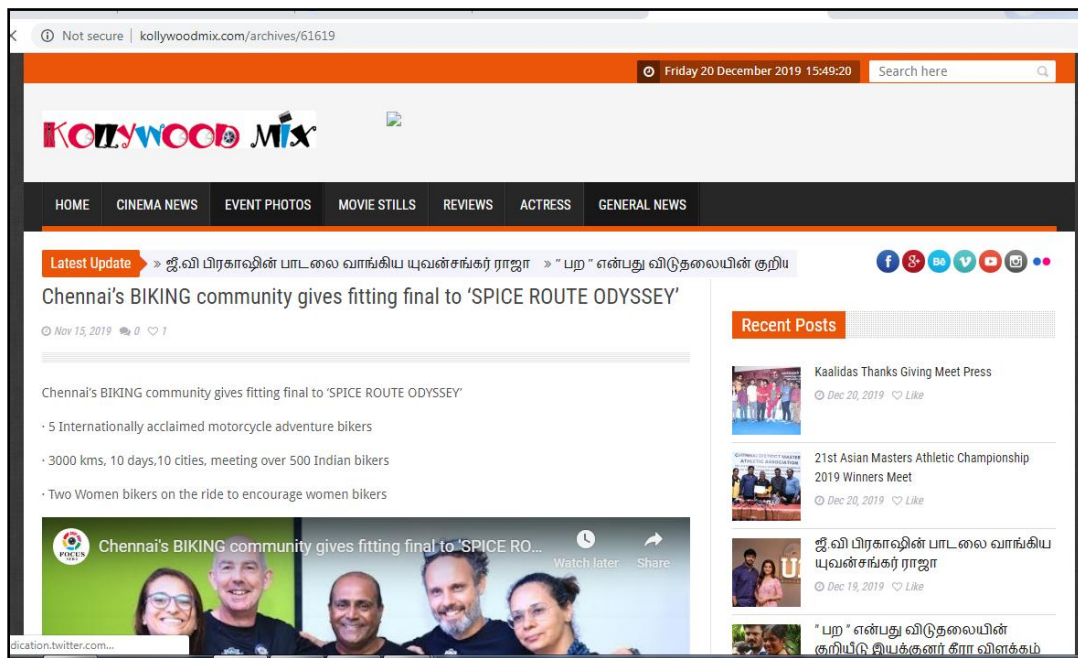 Not secure | kollywoodmix.com/archives/61619
Friday 20 December 2019 15:49:20
Search here
KOLLYWOOD MIX
HOME CINEMA NEWS EVENT PHOTOS MOVIE STILLS REVIEWS ACTRESS GENERAL NEWS
Latest Update » ஜீ.வி பிரகாஷின் பாடலை வாங்கிய யுவன்சங்கர் ராஜா » " பற " என்பது விடுதலையின் குறிய
Chennai's BIKING community gives fitting final to 'SPICE ROUTE ODYSSEY'
Nov 15, 2019 0 1
Chennai's BIKING community gives fitting final to 'SPICE ROUTE ODYSSEY'
· 5 Internationally acclaimed motorcycle adventure bikers
· 3000 kms, 10 days,10 cities, meeting over 500 Indian bikers
· Two Women bikers on the ride to encourage women bikers
FOCUS
Chennai's BIKING community gives fitting final to 'SPICE RO...
Watch later Share
dication.twitter.com...
Recent Posts
Kaalidas Thanks Giving Meet Press
Dec 20, 2019 Like
21st Asian Masters Athletic Championship
2019 Winners Meet
Dec 20, 2019 Like
ஜீ.வி பிரகாஷின் பாடலை வாங்கிய
யுவன்சங்கர் ராஜா
Dec 19, 2019 Like
" பற " என்பது விடுதலையின்
குறியீடு இயக்குனர் கீரா விளக்கம்